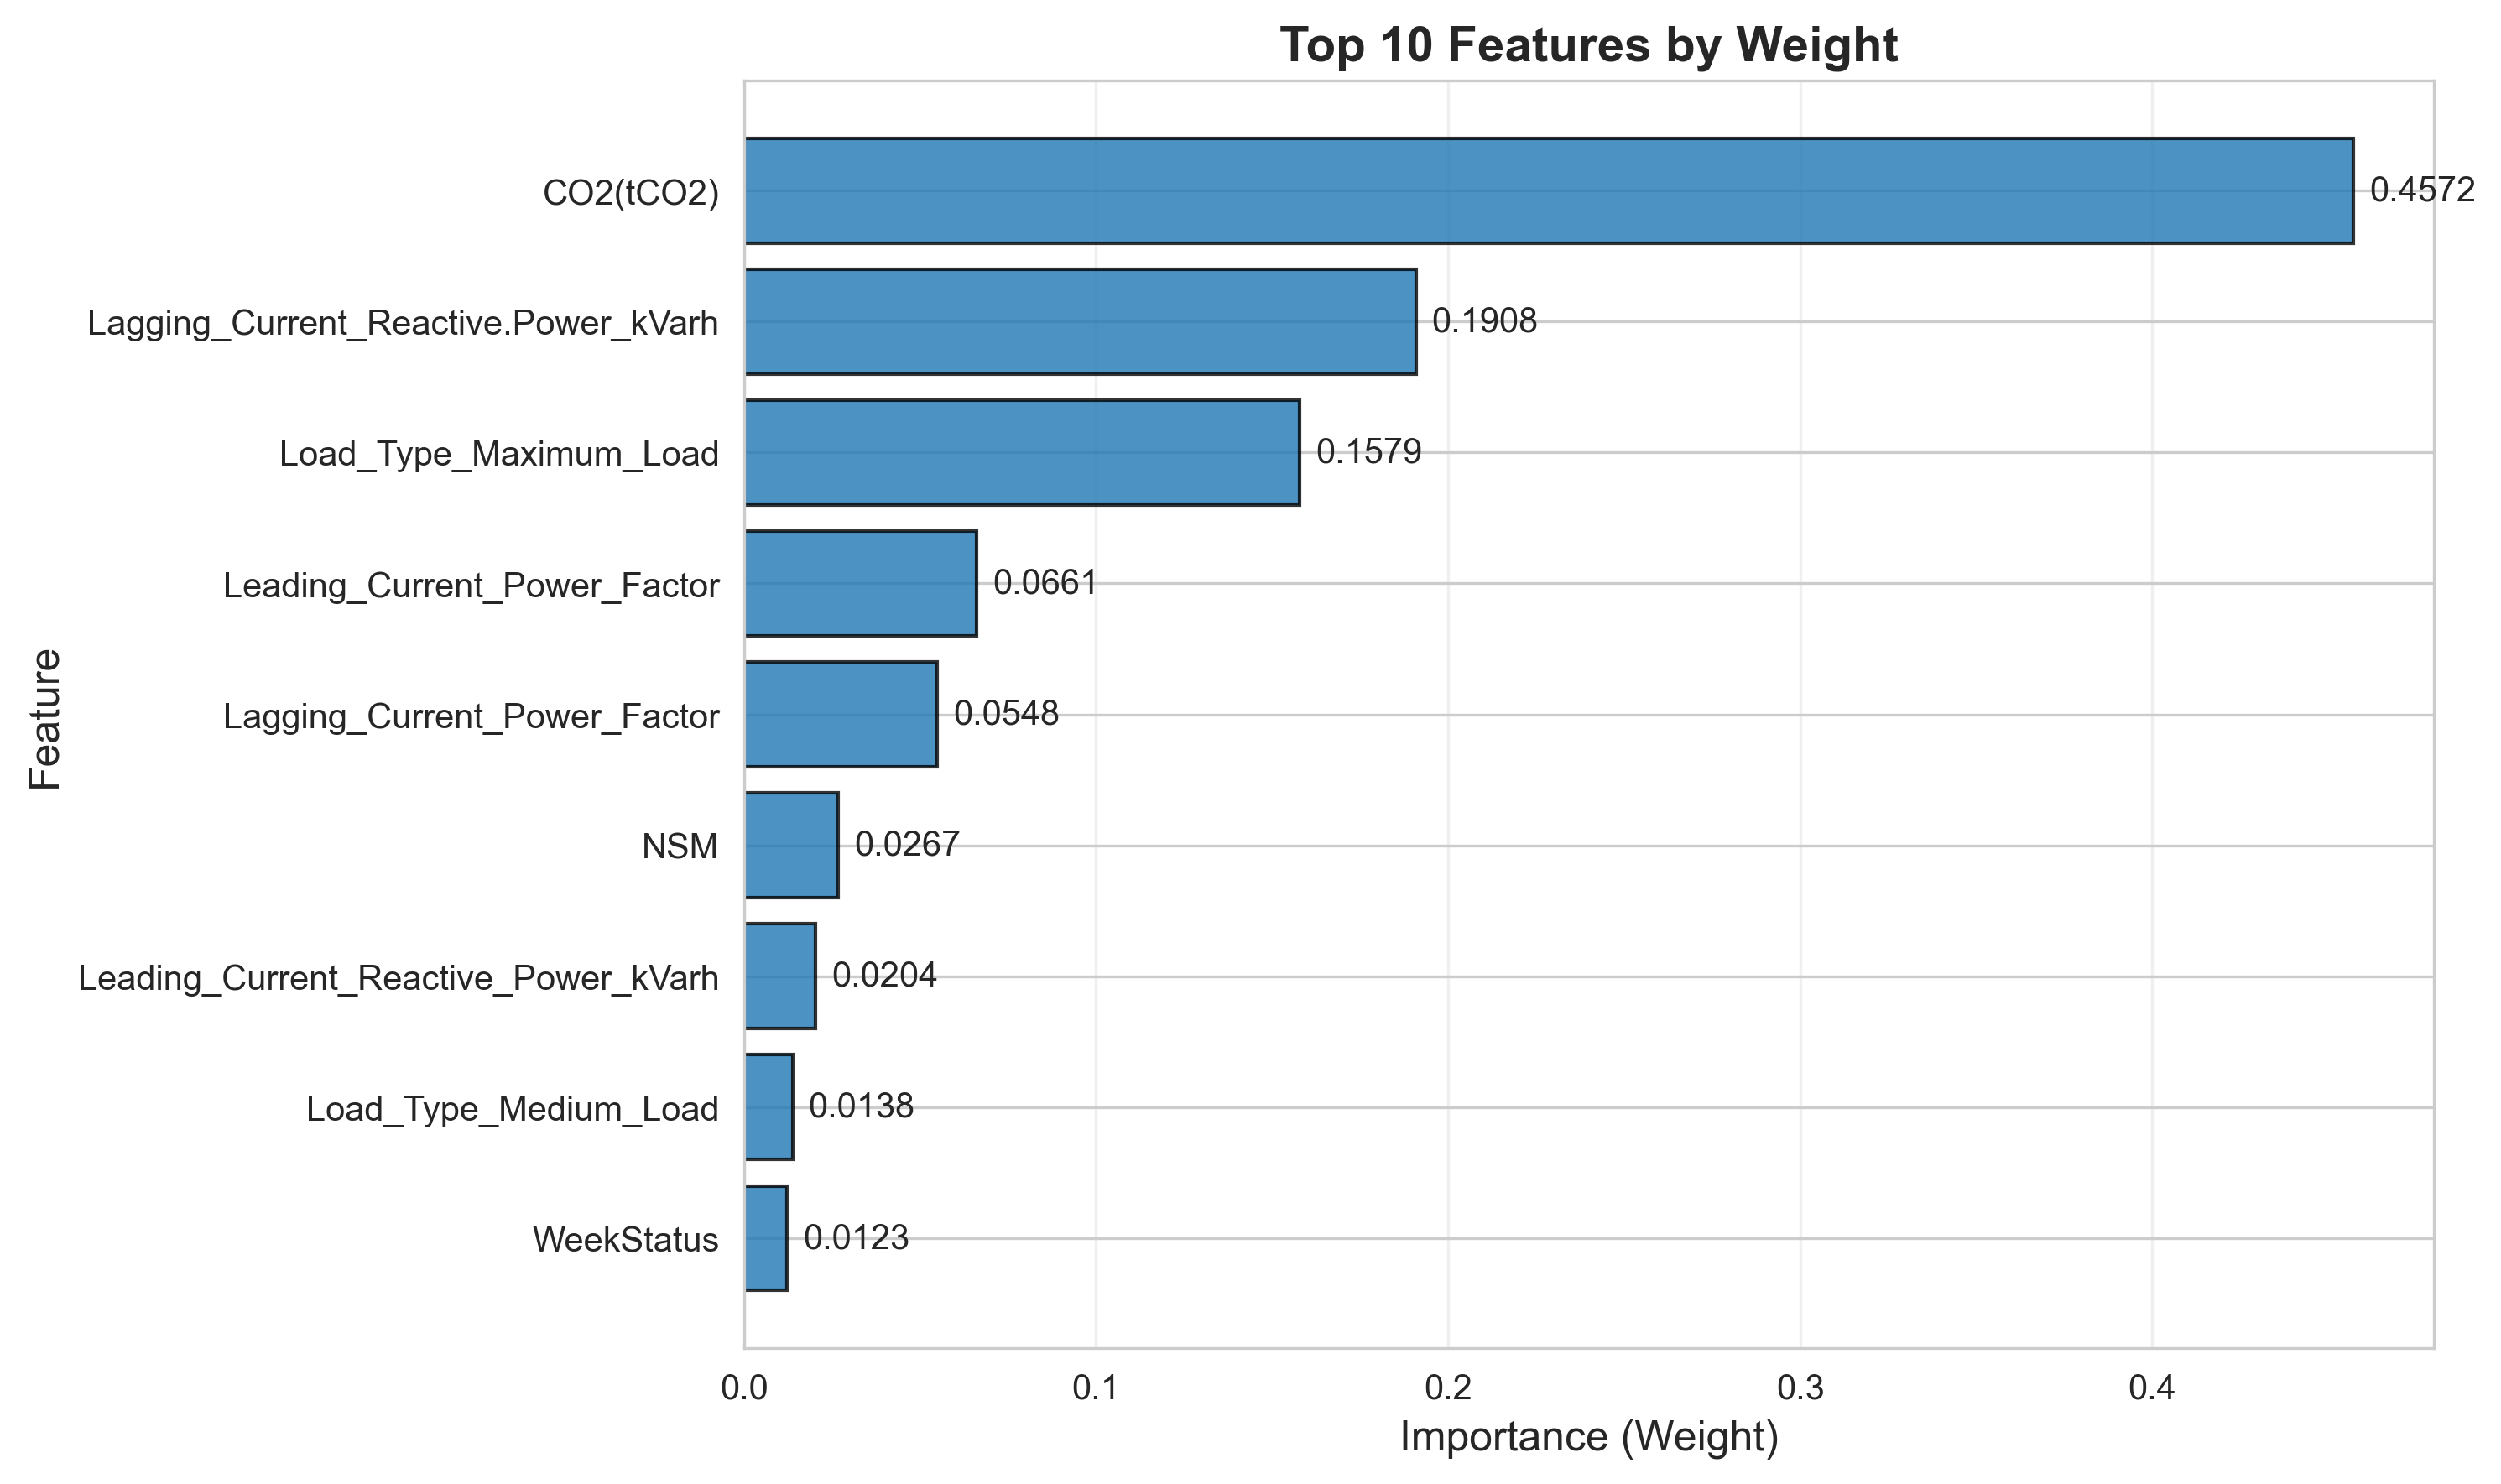 Top 10 Features by Weight
CO2(tCO2) 0.4572
Lagging_Current_Reactive.Power_kVarh 0.1908
Load_Type_Maximum_Load 0.1579
Leading_Current_Power_Factor 0.0661
Lagging_Current_Power_Factor 0.0548
NSM 0.0267
Leading_Current_Reactive_Power_kVarh 0.0204
Load_Type_Medium_Load 0.0138
WeekStatus 0.0123
Feature
0.0 0.1 0.2 0.3 0.4
Importance (Weight)